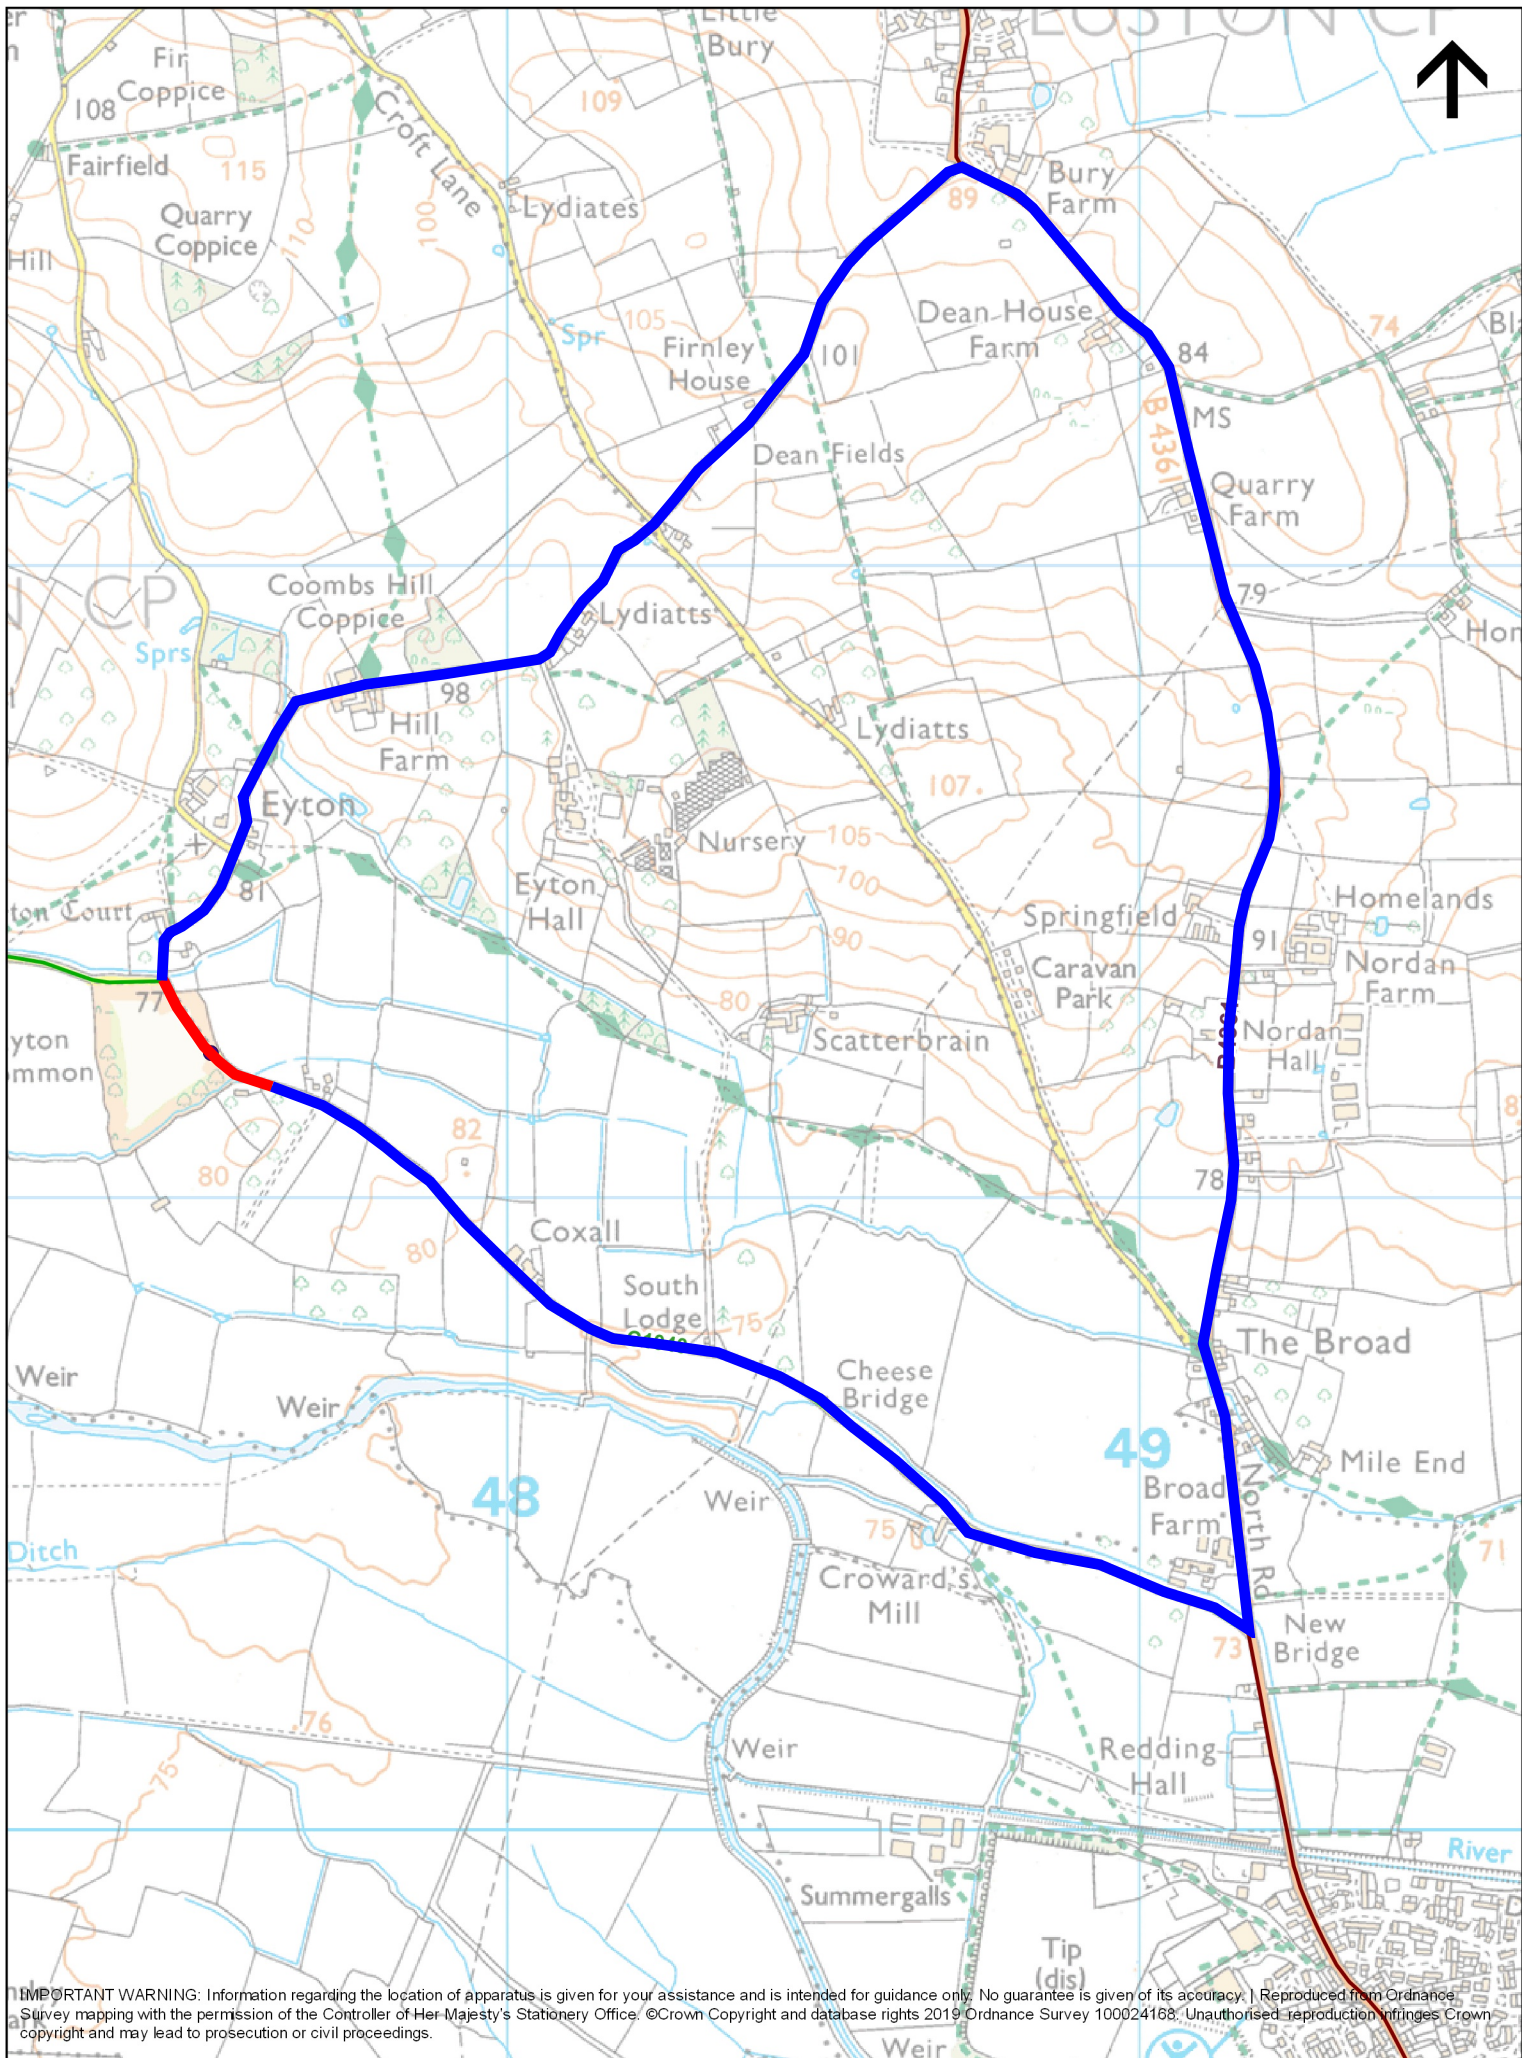 Little
Bury
EUSTON CP
Fir
Coppice
108
109
Croft Lane
Fairfield
115
Quarry
Coppice
110
100
Lydiates
Bury
Farm
89
Hill
Spr
105
Firnley
House
101
Dean House
Farm
84
74
MS
B 4361
Dean Fields
Quarry
Farm
CP
Coombs Hill
Coppice
79
Lydiatts
Sprs
98
Hill
Farm
Lydiatts
107
Eyton
Nursery
105
100
81
Eyton
Hall
ton Court
Springfield
Homelands
90
91
Caravan
Park
Nordan
Farm
77
80
yton
ommon
Scatterbrain
Nordan
Hall
82
80
78
Coxall
80
South
Lodge
75
The Broad
Weir
Weir
Cheese
Bridge
49
Mile End
48
Weir
Broad
Farm
North Rd
75
Ditch
71
Croward's
Mill
New
Bridge
73
76
75
Weir
Redding
Hall
River
Summergalls
Tip
(dis)
IMPORTANT WARNING: Information regarding the location of apparatus is given for your assistance and is intended for guidance only. No guarantee is given of its accuracy. | Reproduced from Ordnance
Survey mapping with the permission of the Controller of Her Majesty's Stationery Office. ©Crown Copyright and database rights 2019 Ordnance Survey 100024168. Unauthorised reproduction infringes Crown
copyright and may lead to prosecution or civil proceedings.
Weir